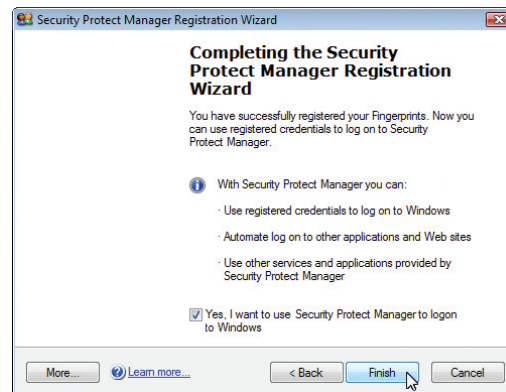 Security Protect Manager Registration Wizard
Completing the Security
Protect Manager Registration
Wizard
You have successfully registered your Fingerprints. Now you
can use registered credentials to log on to Security
Protect Manager.
With Security Protect Manager you can:
· Use registered credentials to log on to Windows
· Automate log on to other applications and Web sites
· Use other services and applications provided by
Security Protect Manager
Yes, I want to use Security Protect Manager to logon
to Windows
More... Learn more... < Back Finish Cancel